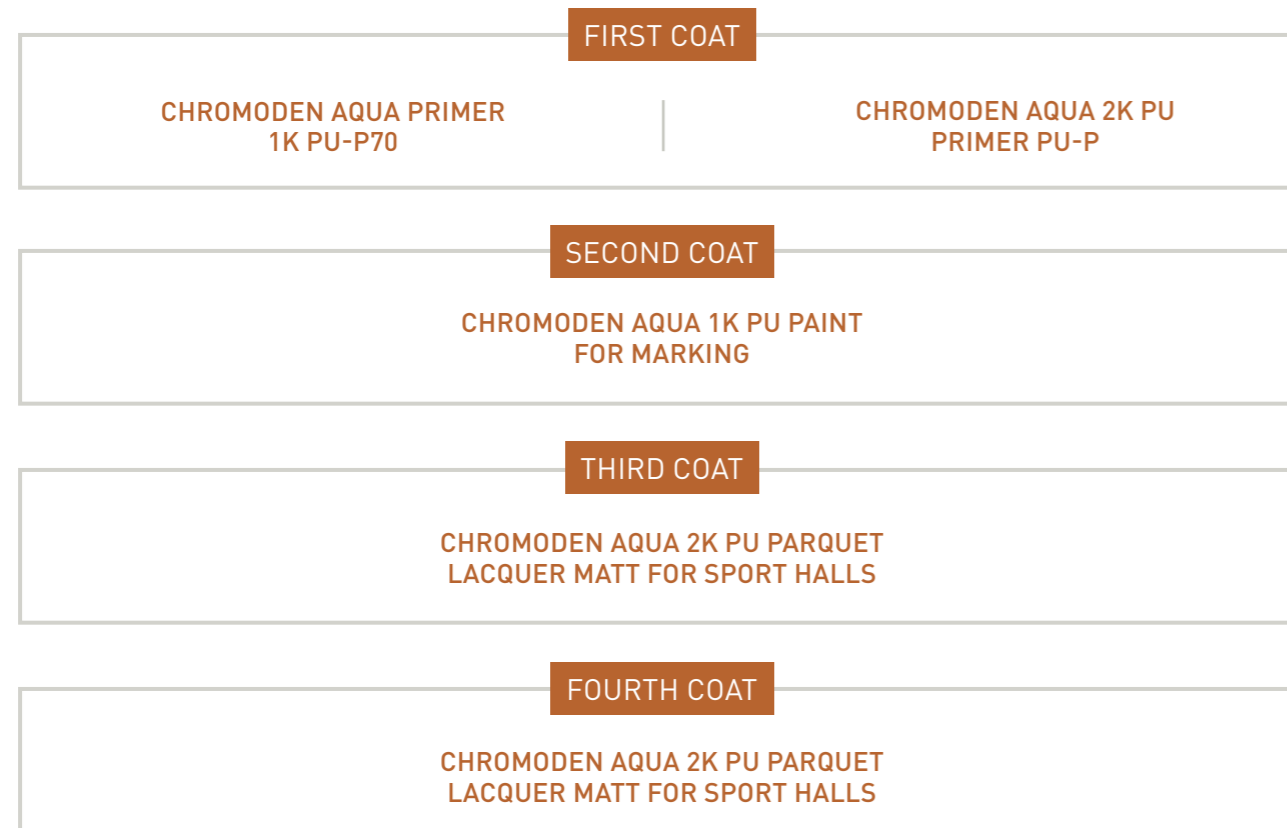 FIRST COAT
CHROMODEN AQUA PRIMER
1K PU-P70
CHROMODEN AQUA 2K PU
PRIMER PU-P
SECOND COAT
CHROMODEN AQUA 1K PU PAINT
FOR MARKING
THIRD COAT
CHROMODEN AQUA 2K PU PARQUET
LACQUER MATT FOR SPORT HALLS
FOURTH COAT
CHROMODEN AQUA 2K PU PARQUET
LACQUER MATT FOR SPORT HALLS